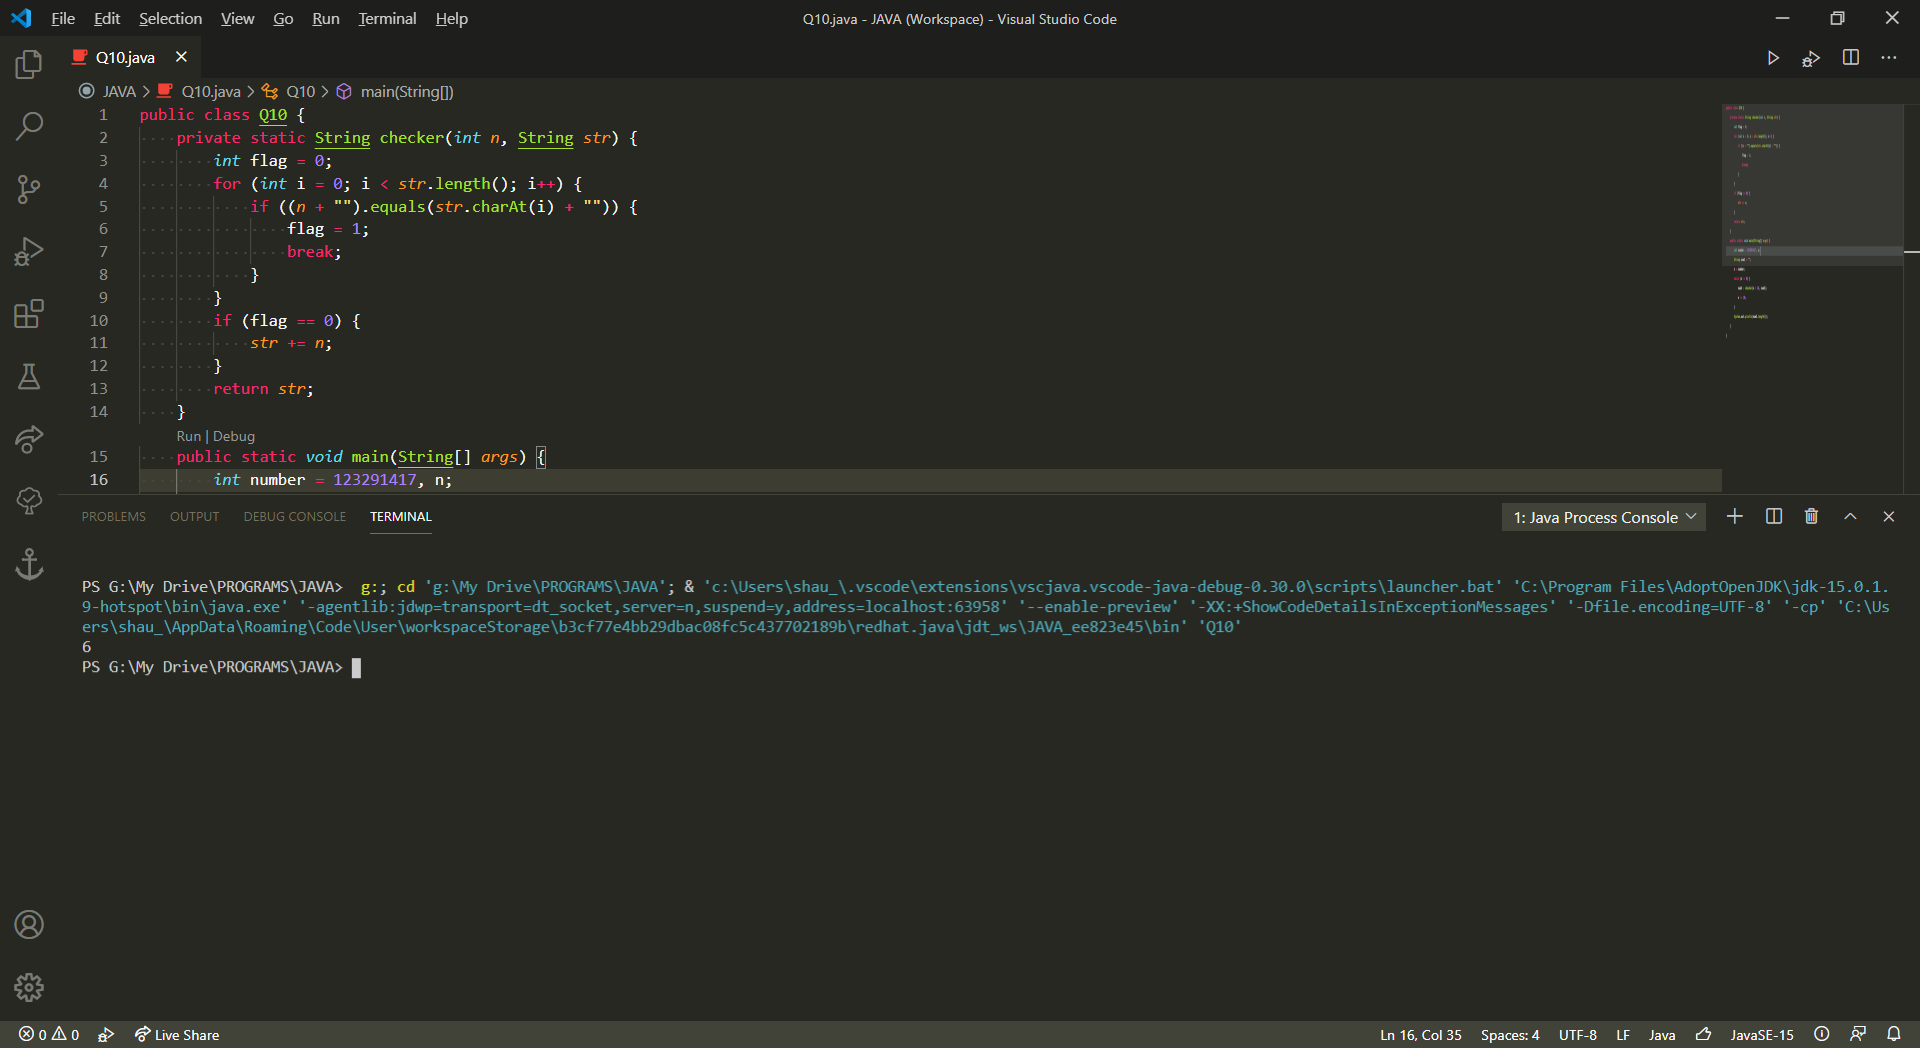 File Edit Selection View Go Run Terminal Help
Q10.java - JAVA (Workspace) - Visual Studio Code
Q10.java
JAVA > Q10.java > Q10 > main(String[])
1 public class Q10 {
2 private static String checker(int n, String str) {
3 int flag = 0;
4 for (int i = 0; i < str.length(); i++) {
5 if ((n + "").equals(str.charAt(i) + "")) {
6 flag = 1;
7 break;
8 }
9 }
10 if (flag == 0) {
11 str += n;
12 }
13 return str;
14 }
Run | Debug
15 public static void main(String[] args) {
16 int number = 123291417, n;
PROBLEMS OUTPUT DEBUG CONSOLE TERMINAL
1: Java Process Console
PS G:\My Drive\PROGRAMS\JAVA>  g:; cd 'g:\My Drive\PROGRAMS\JAVA'; & 'c:\Users\shau_\.vscode\extensions\vscjava.vscode-java-debug-0.30.0\scripts\launcher.bat' 'C:\Program Files\AdoptOpenJDK\jdk-15.0.1.
9-hotspot\bin\java.exe' '-agentlib:jdwp=transport=dt_socket,server=n,suspend=y,address=localhost:63958' '--enable-preview' '-XX:+ShowCodeDetailsInExceptionMessages' '-Dfile.encoding=UTF-8' '-cp' 'C:\Us
ers\shau_\AppData\Roaming\Code\User\workspaceStorage\b3cf77e4bb29dbac08fc5c437702189b\redhat.java\jdt_ws\JAVA_ee823e45\bin' 'Q10'
6
PS G:\My Drive\PROGRAMS\JAVA>
0 0 Live Share
Ln 16, Col 35 Spaces: 4 UTF-8 LF Java JavaSE-15